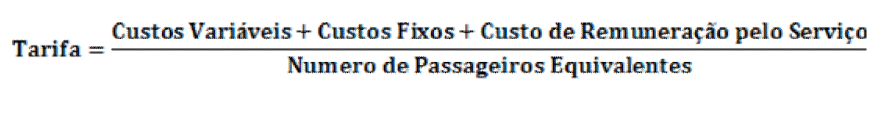 Custos Variáveis + Custos Fixos + Custo de Remuneração pelo Serviço
Tarifa =
Numero de Passageiros Equivalentes